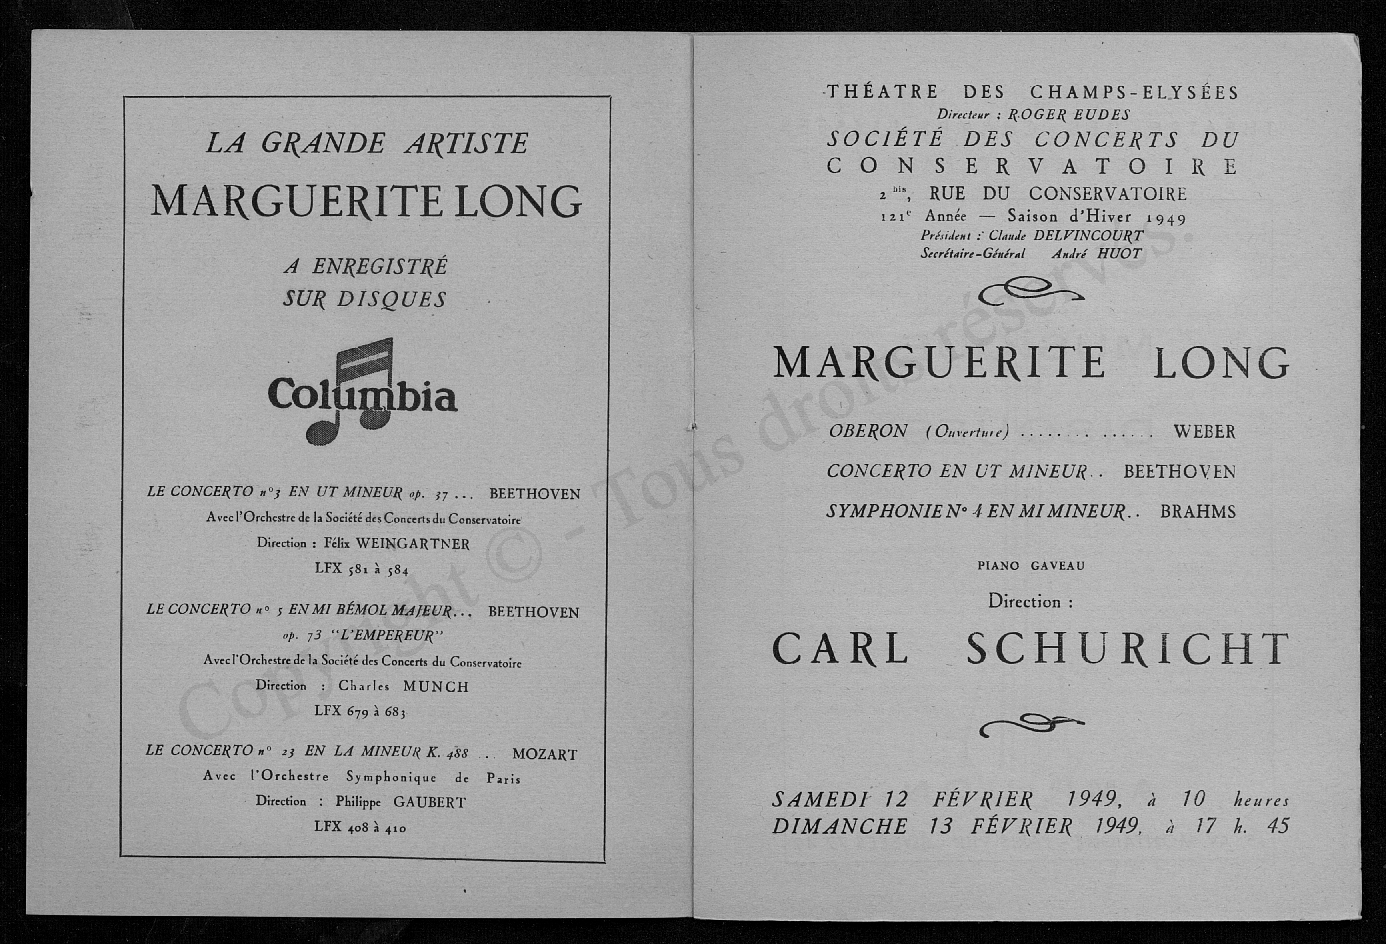 LA GRANDE ARTISTE
MARGUERITE LONG
A ENREGISTRÉ
SUR DISQUES
Columbia
LE CONCERTO n°3 EN UT MINEUR op. 37 ... BEETHOVEN
Avec l'Orchestre de la Société des Concerts du Conservatoire
Direction : Félix WEINGARTNER
LFX 581 à 584
LE CONCERTO n° 5 EN MI BÉMOL MAJEUR... BEETHOVEN
op. 73 "L'EMPEREUR"
Avec l'Orchestre de la Société des Concerts du Conservatoire
Direction : Charles MUNCH
LFX 679 à 683
LE CONCERTO n° 23 EN LA MINEUR K. 488 .. MOZART
Avec l'Orchestre Symphonique de Paris
Direction : Philippe GAUBERT
LFX 408 à 410
THÉATRE DES CHAMPS-ELYSÉES
Directeur : ROGER EUDES
SOCIÉTÉ DES CONCERTS DU
CONSERVATOIRE
2 bis, RUE DU CONSERVATOIRE
121e Année — Saison d'Hiver 1949
Président : Claude DELVINCOURT
Secrétaire-Général André HUOT
MARGUERITE LONG
OBERON (Ouverture) .............. WEBER
CONCERTO EN UT MINEUR.. BEETHOVEN
SYMPHONIE N° 4 EN MI MINEUR.. BRAHMS
PIANO GAVEAU
Direction :
CARL SCHURICHT
SAMEDI 12 FÉVRIER 1949, à 10 heures
DIMANCHE 13 FÉVRIER 1949, à 17 h. 45
Copyright © - Tous droits réservés.